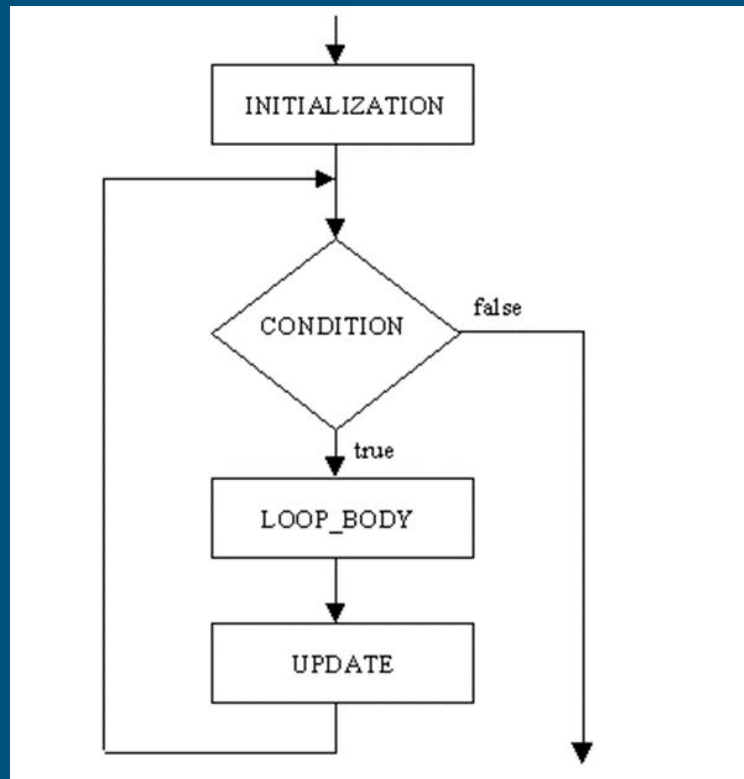 INITIALIZATION
CONDITION
false
true
LOOP_BODY
UPDATE